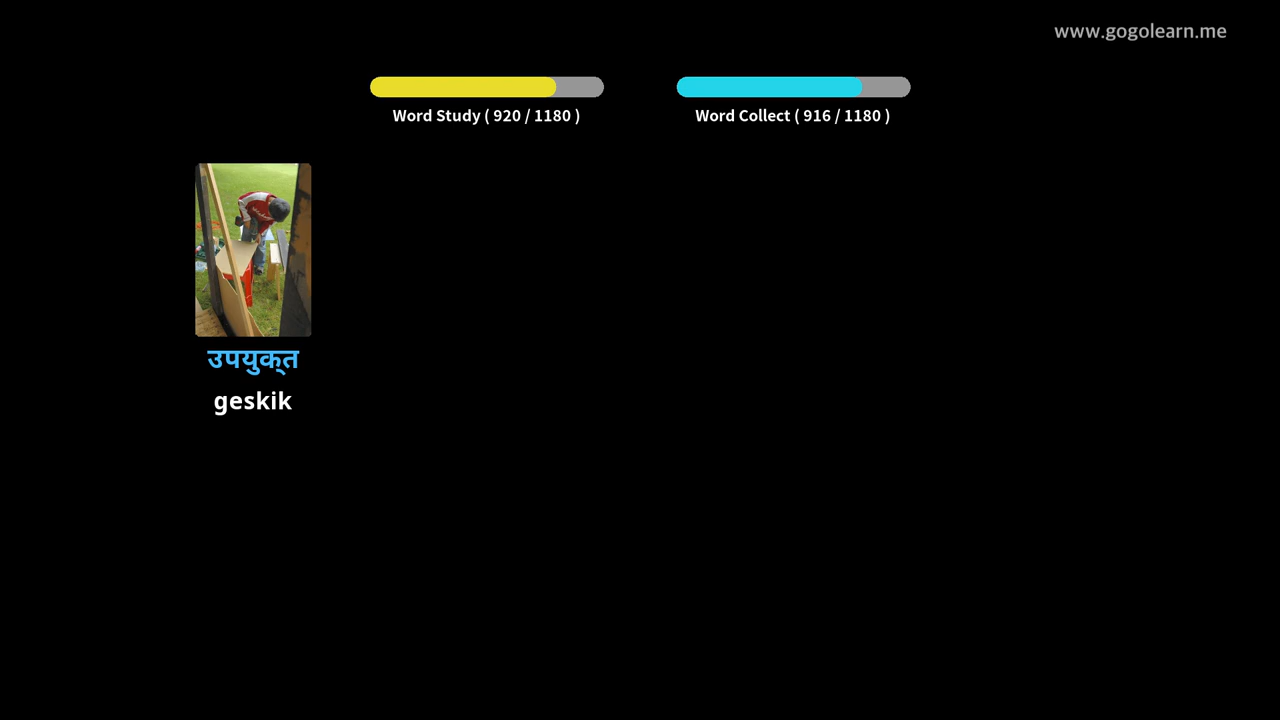 www.gogolearn.me
Word Study ( 920 / 1180 )
Word Collect ( 916 / 1180 )
उपयुक्त
geskik